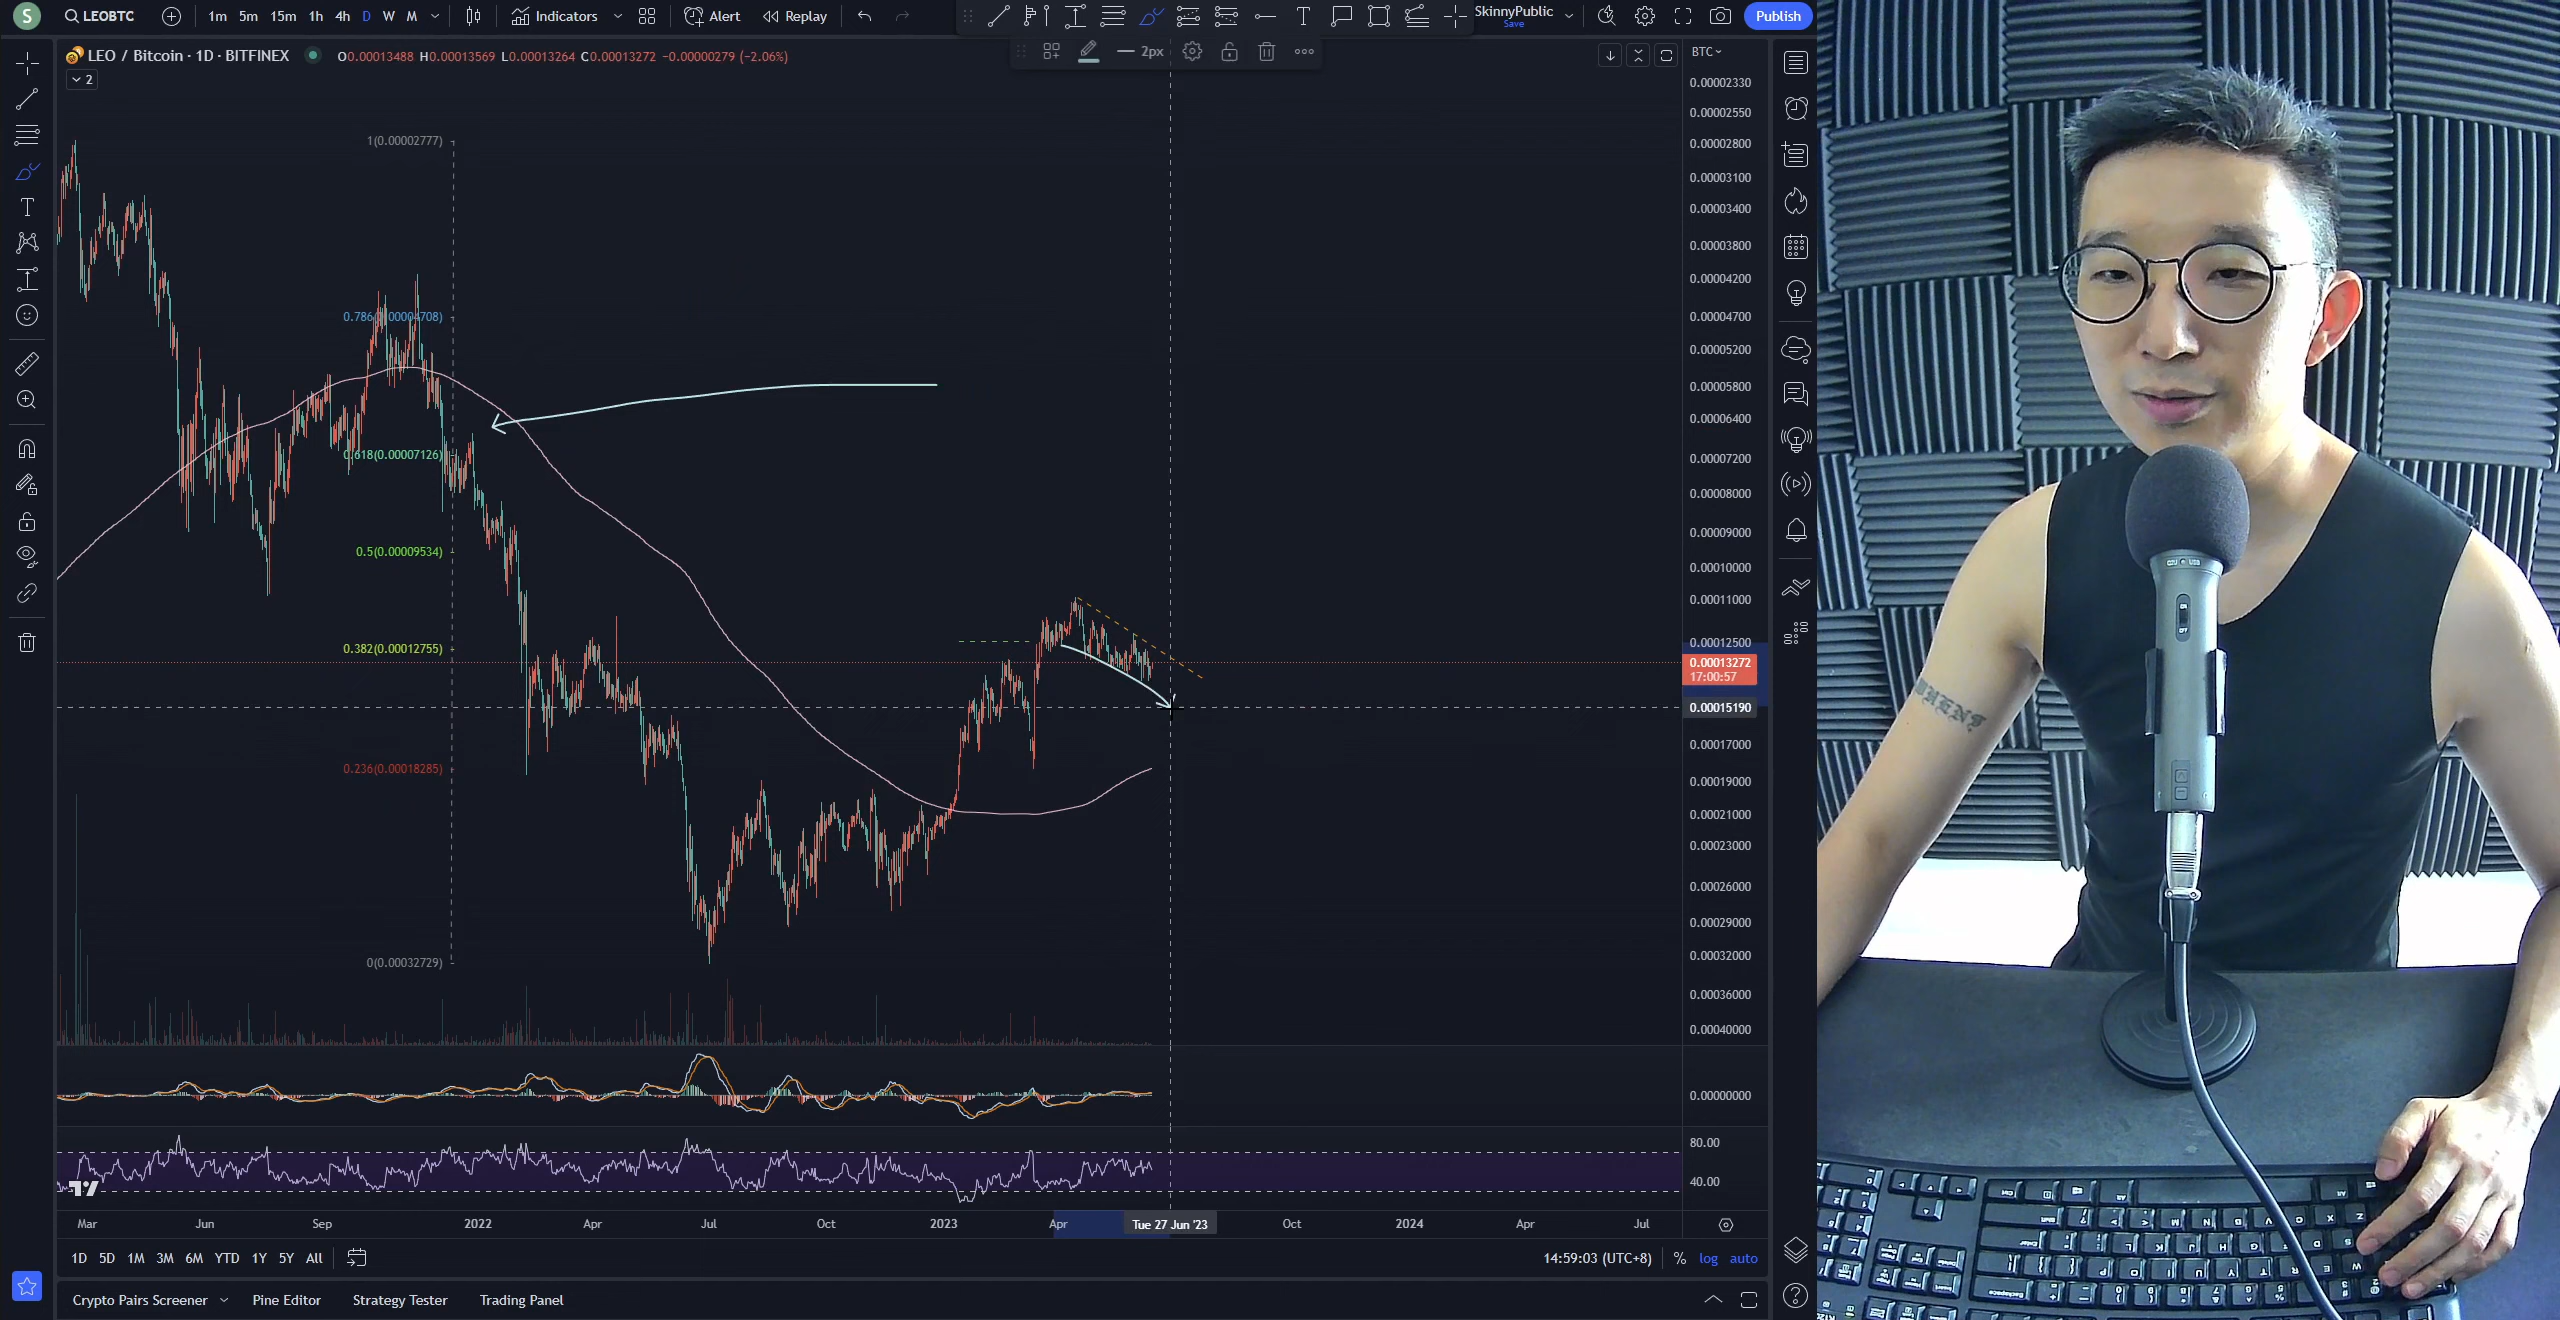 S
LEOBTC
1m 5m 15m 1h 4h D W M
Indicators
Alert
Replay
SkinnyPublic
Save
Publish
LEO / Bitcoin · 1D · BITFINEX
O0.00013488 H0.00013569 L0.00013264 C0.00013272 −0.00000279 (−2.06%)
2
2px
BTC
0.00002330
0.00002550
0.00002800
0.00003100
0.00003400
0.00003800
0.00004200
0.00004700
0.00005200
0.00005800
0.00006400
0.00007200
0.00008000
0.00009000
0.00010000
0.00011000
0.00012500
0.00013272
17:00:57
0.00015190
0.00017000
0.00019000
0.00021000
0.00023000
0.00026000
0.00029000
0.00032000
0.00036000
0.00040000
0.00000000
80.00
40.00
1(0.00002777)
0.786(0.00004708)
0.618(0.00007126)
0.5(0.00009534)
0.382(0.00012755)
0.236(0.00018285)
0(0.00032729)
Mar Jun Sep 2022 Apr Jul Oct 2023 Apr Tue 27 Jun '23 Oct 2024 Apr Jul
1D 5D 1M 3M 6M YTD 1Y 5Y All
14:59:03 (UTC+8) % log auto
Crypto Pairs Screener Pine Editor Strategy Tester Trading Panel